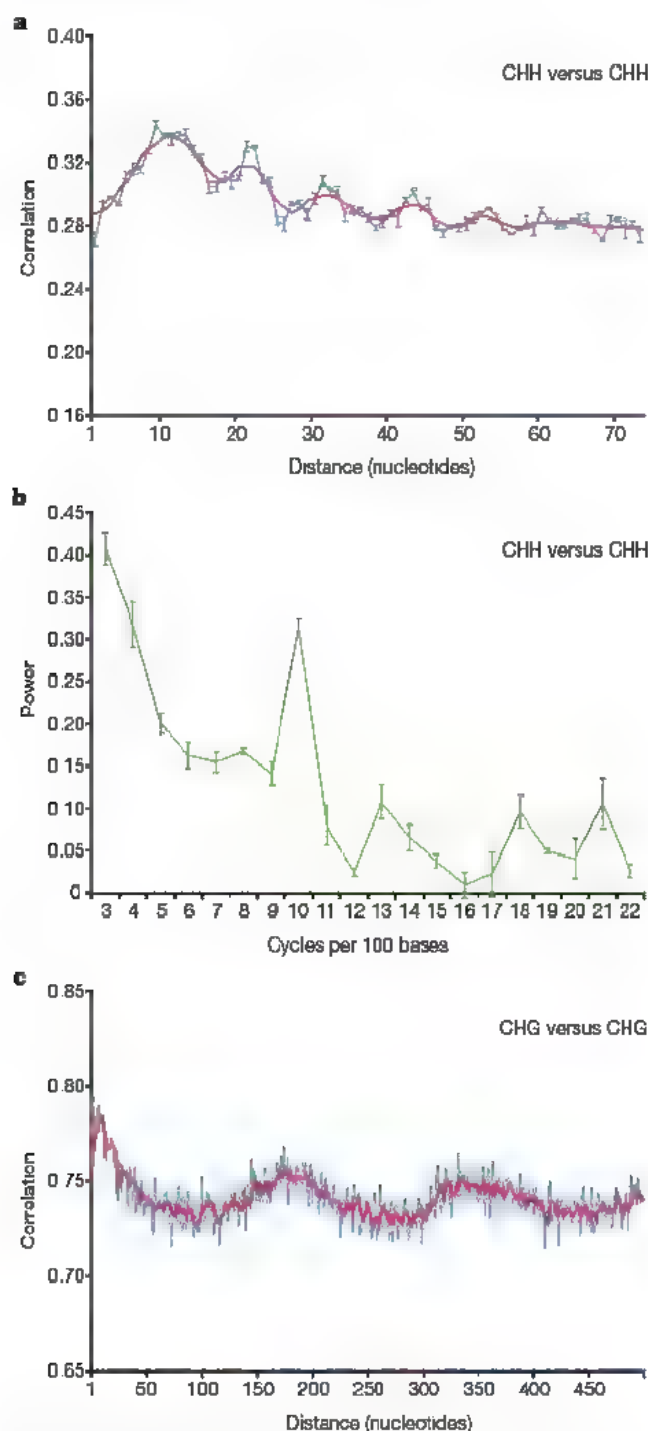 a
0.40
CHH versus CHH
0.36
0.32
0.28
0.24
0.20
0.16
Correlation
1 10 20 30 40 50 60 70
Distance (nucleotides)
b
0.45
CHH versus CHH
0.40
0.35
0.30
0.25
0.20
0.15
0.10
0.05
0
Power
3 4 5 6 7 8 9 10 11 12 13 14 15 16 17 18 19 20 21 22
Cycles per 100 bases
c
0.85
CHG versus CHG
0.80
0.75
0.70
0.65
Correlation
1 50 100 150 200 250 300 350 400 450
Distance (nucleotides)